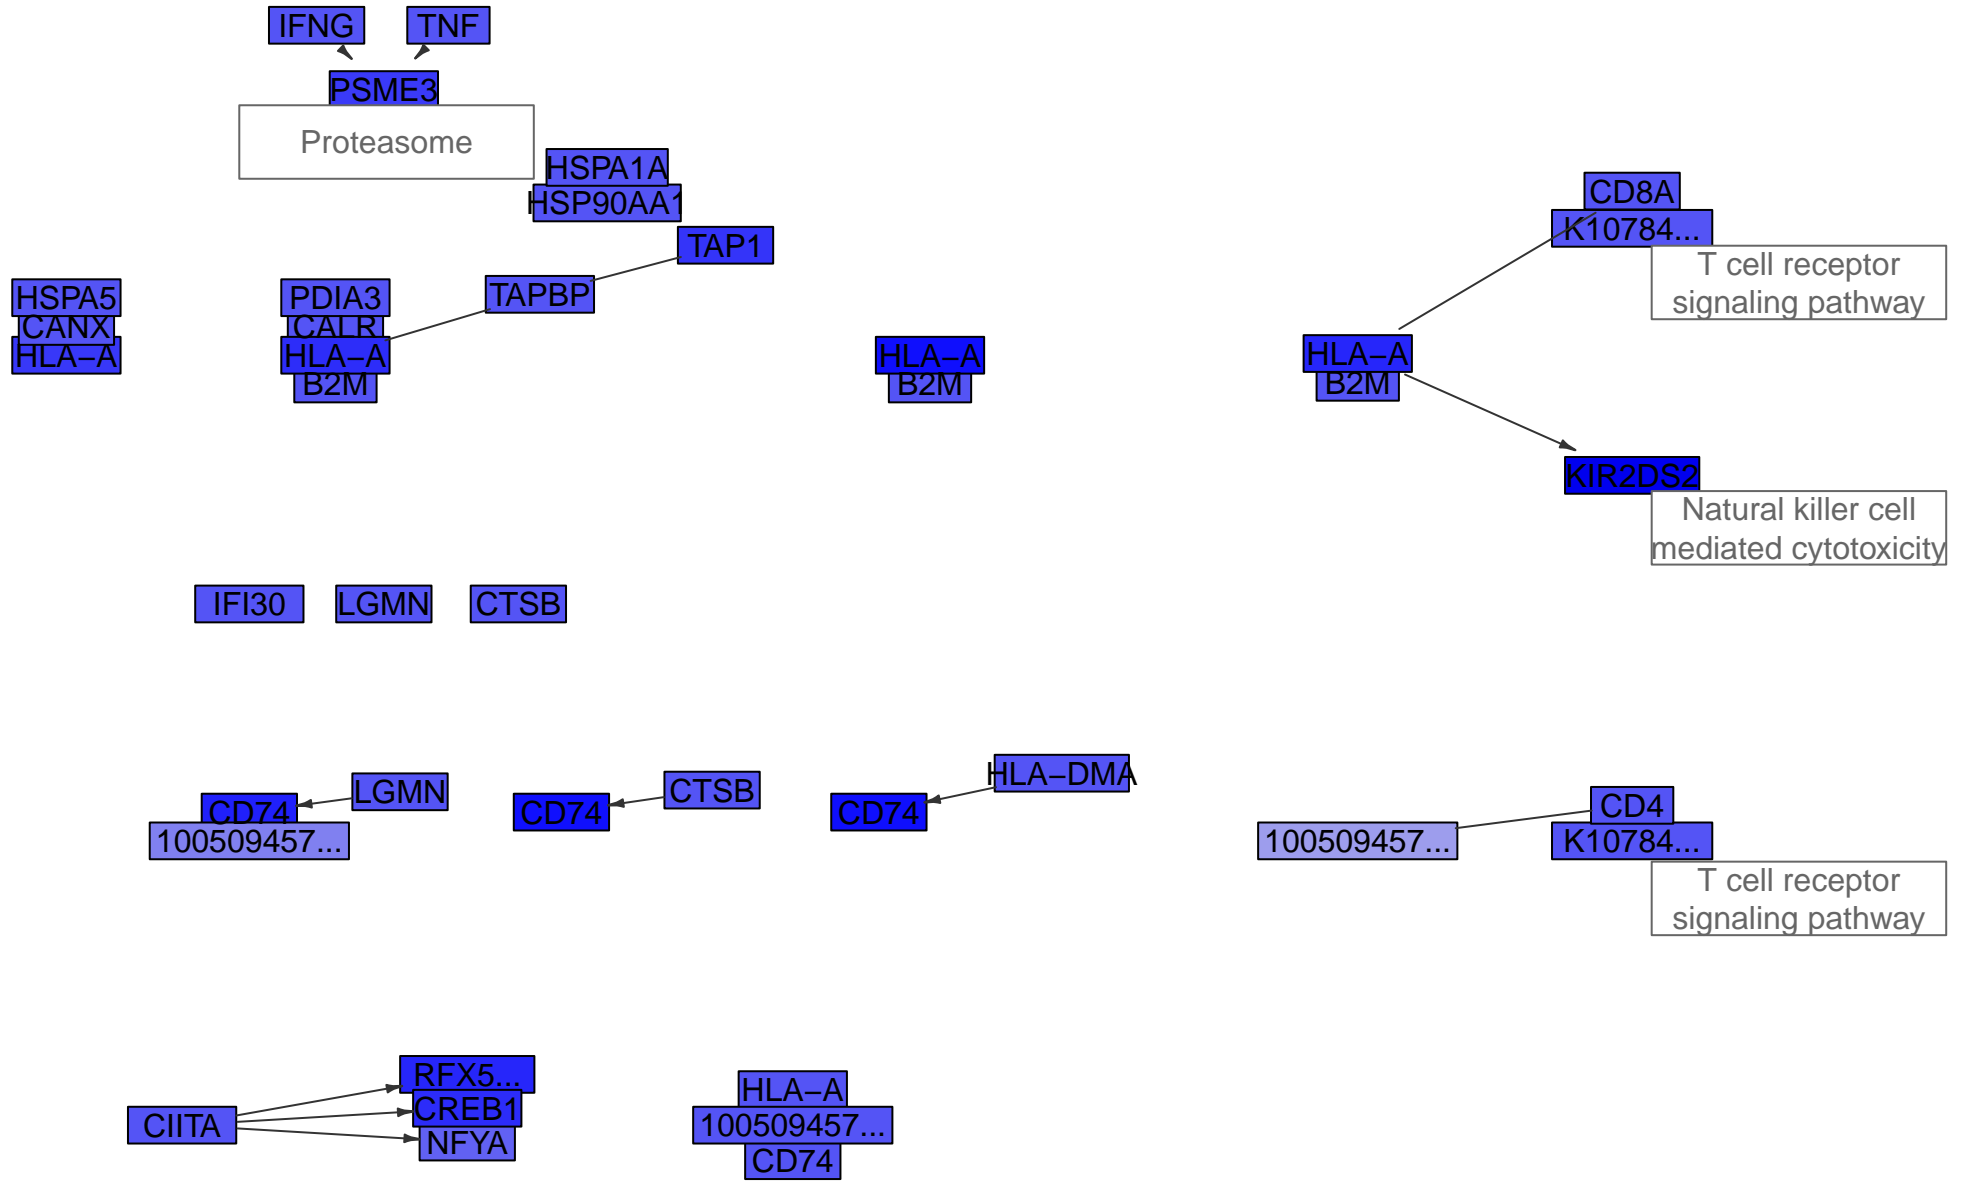 IFNG
TNF
PSME3
Proteasome
HSPA1A
HSP90AA1
CD8A
K10784...
T cell receptor
signaling pathway
TAP1
TAPBP
HSPA5
CANX
HLA−A
PDIA3
CALR
HLA−A
B2M
HLA−A
B2M
HLA−A
B2M
KIR2DS2
Natural killer cell
mediated cytotoxicity
IFI30
LGMN
CTSB
LGMN
CD74
100509457...
CTSB
CD74
HLA−DMA
CD74
100509457...
CD4
K10784...
T cell receptor
signaling pathway
CIITA
RFX5...
CREB1
NFYA
HLA−A
100509457...
CD74